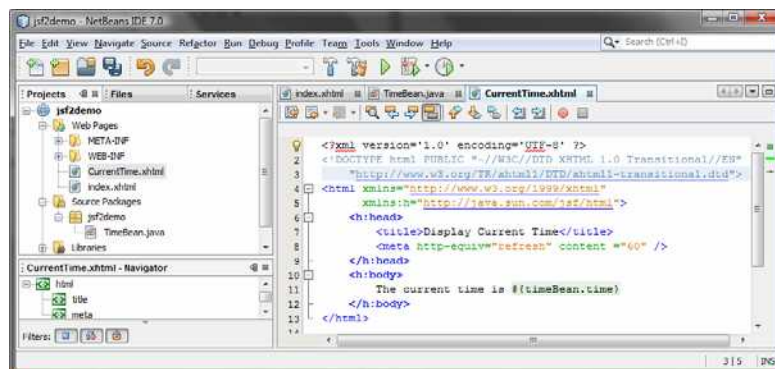 jsf2demo - NetBeans IDE 7.0
File Edit View Navigate Source Refactor Run Debug Profile Team Tools Window Help
Search (Ctrl+I)
Projects Files Services
index.xhtml TimeBean.java CurrentTime.xhtml
jsf2demo
Web Pages
META-INF
WEB-INF
CurrentTime.xhtml
index.xhtml
Source Packages
jsf2demo
TimeBean.java
Libraries
CurrentTime.xhtml - Navigator
html
title
meta
Filters:
1 <?xml version='1.0' encoding='UTF-8' ?>
2 <!DOCTYPE html PUBLIC "-//W3C//DTD XHTML 1.0 Transitional//EN"
3 "http://www.w3.org/TR/xhtml1/DTD/xhtml1-transitional.dtd">
4 <html xmlns="http://www.w3.org/1999/xhtml"
5 xmlns:h="http://java.sun.com/jsf/html">
6 <h:head>
7 <title>Display Current Time</title>
8 <meta http-equiv="refresh" content ="60" />
9 </h:head>
10 <h:body>
11 The current time is #{timeBean.time}
12 </h:body>
13 </html>
14
3|5 INS